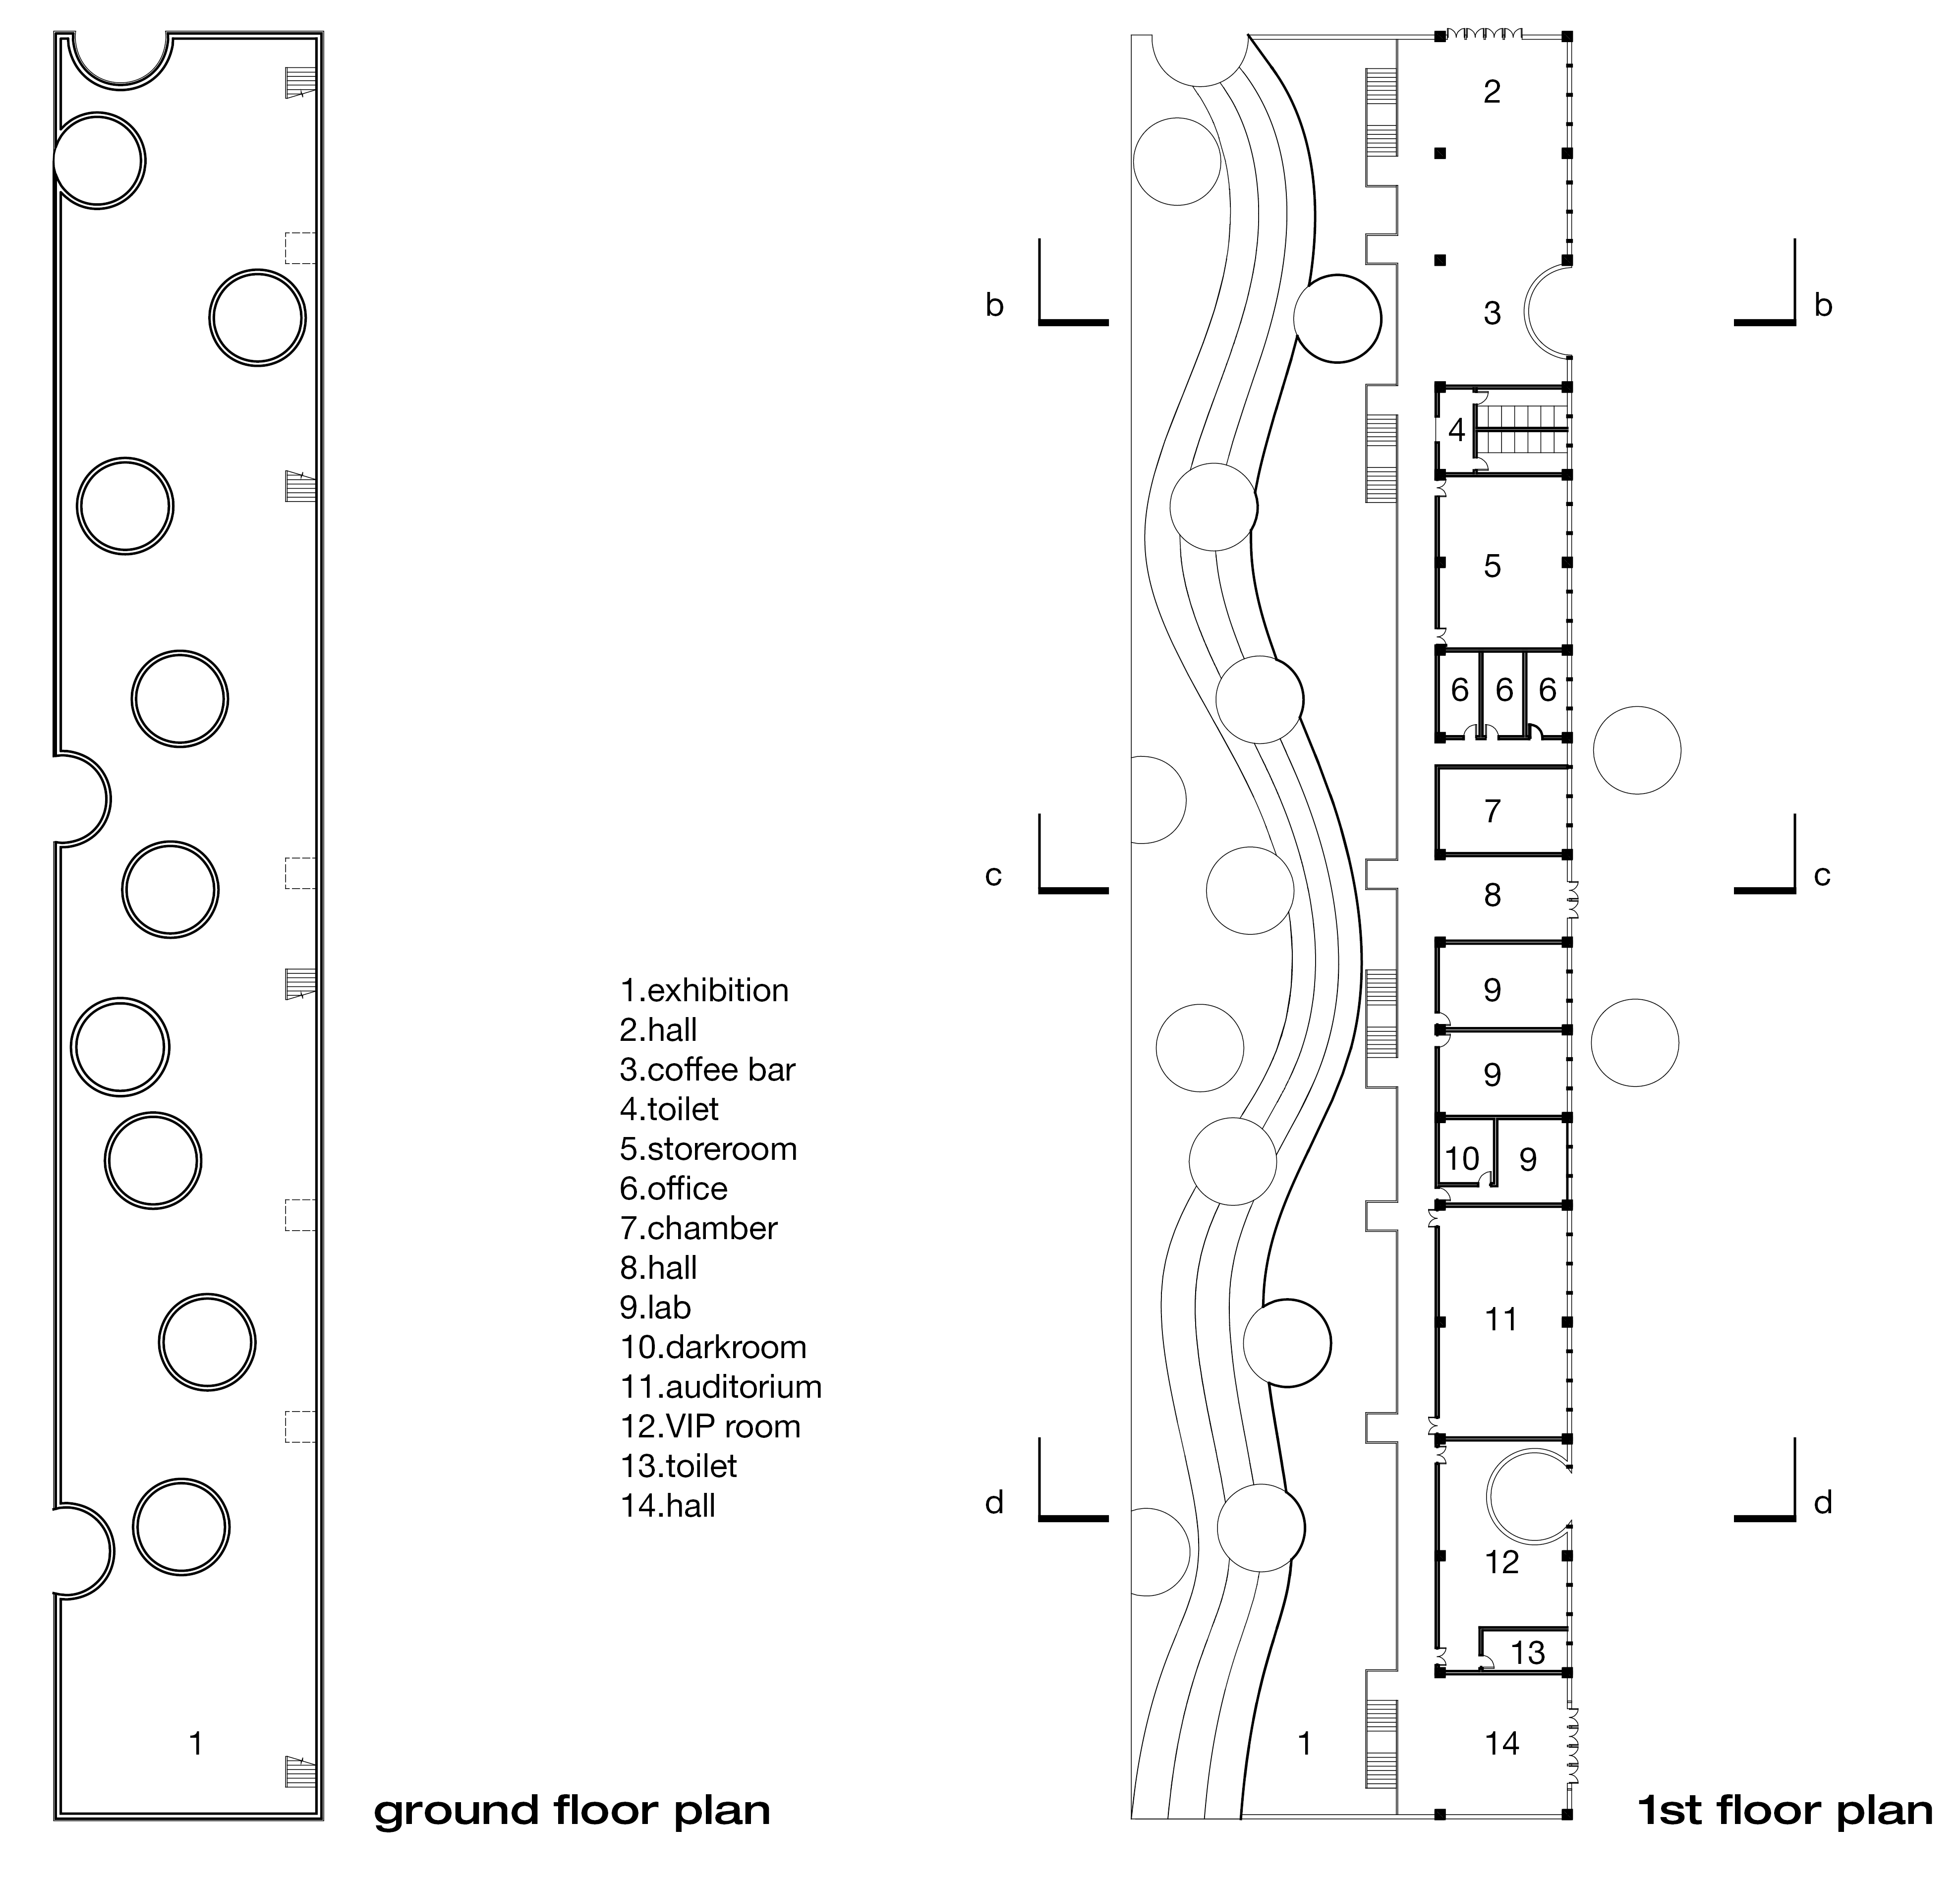 2
b
3
b
4
5
6 6 6
7
c
8
c
1.exhibition
2.hall
3.coffee bar
4.toilet
5.storeroom
6.office
7.chamber
8.hall
9.lab
10.darkroom
11.auditorium
12.VIP room
13.toilet
14.hall
9
9
10 9
11
d
d
12
13
1
1
14
ground floor plan
1st floor plan